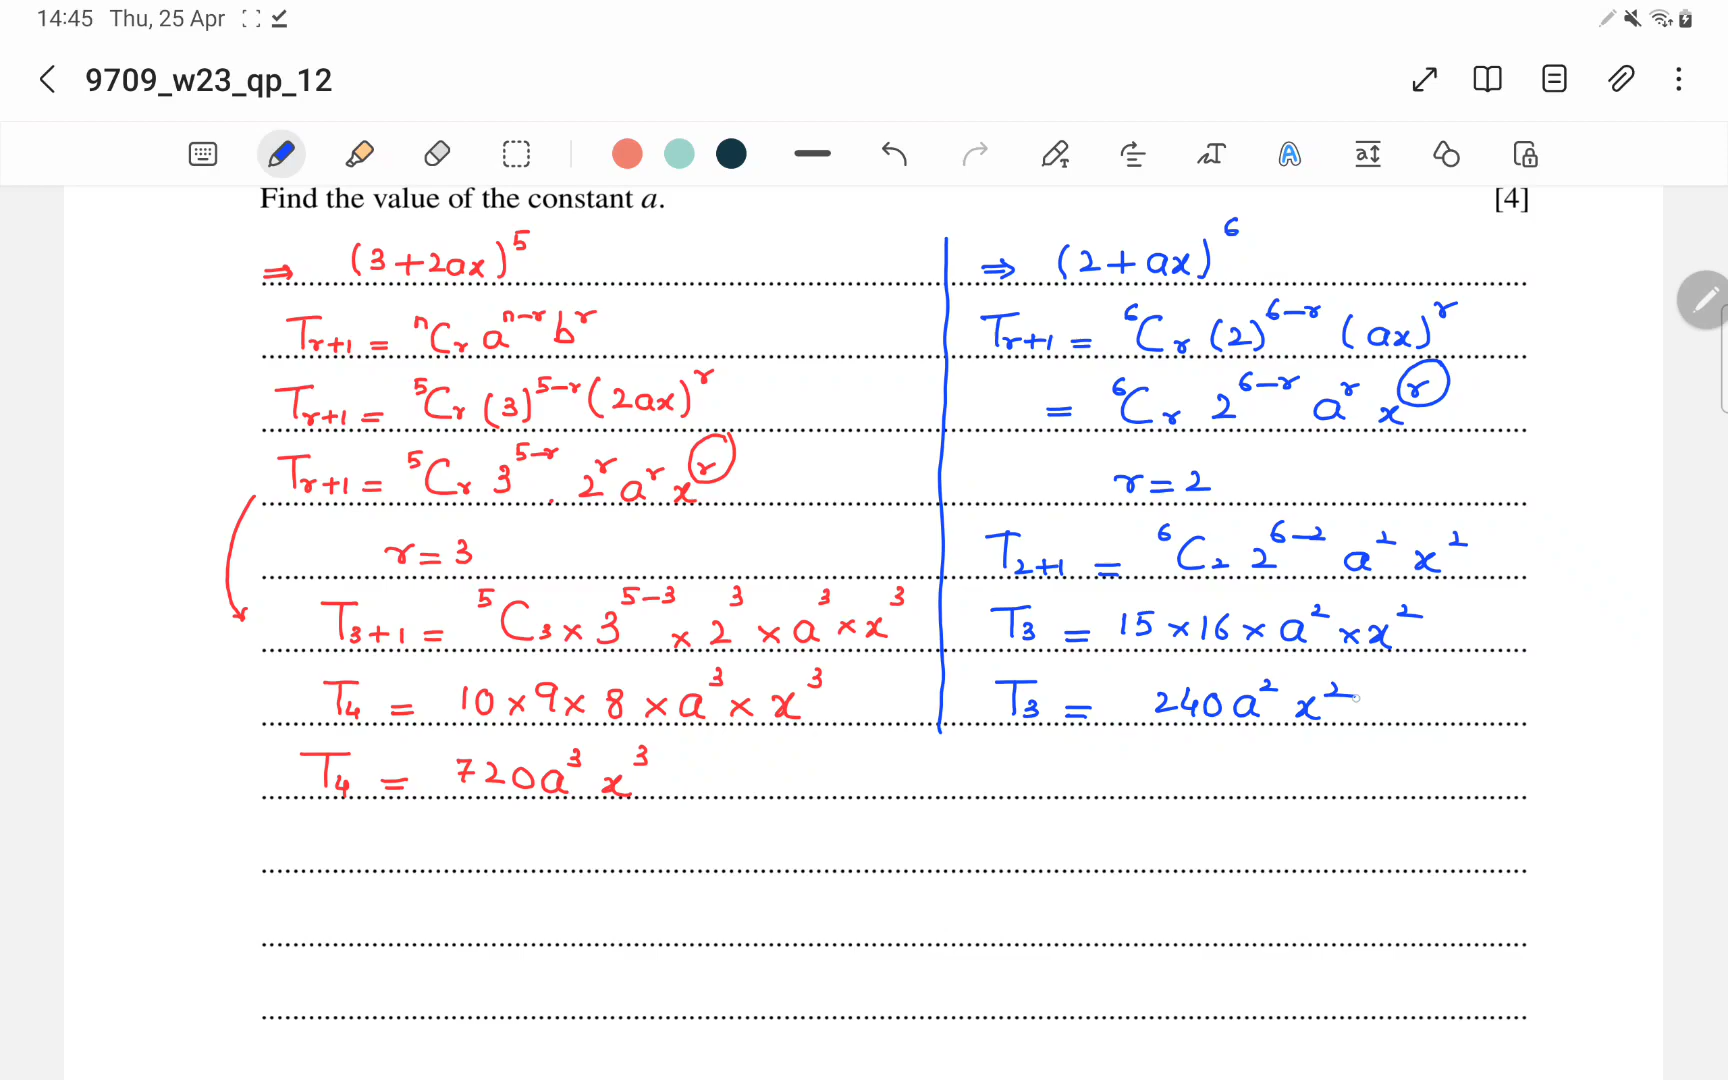 14:45 Thu, 25 Apr
9709_w23_qp_12
Find the value of the constant a. [4]
⇒ (3+2ax)^5
T_{r+1} = ^nC_r a^{n-r} b^r
T_{r+1} = ^5C_r (3)^{5-r} (2ax)^r
T_{r+1} = ^5C_r 3^{5-r} . 2^r a^r x^r
r = 3
T_{3+1} = ^5C_3 × 3^{5-3} × 2^3 × a^3 × x^3
T_4 = 10 × 9 × 8 × a^3 × x^3
T_4 = 720a^3 x^3
⇒ (2+ax)^6
T_{r+1} = ^6C_r (2)^{6-r} (ax)^r
= ^6C_r 2^{6-r} a^r x^r
r = 2
T_{2+1} = ^6C_2 2^{6-2} a^2 x^2
T_3 = 15 × 16 × a^2 × x^2
T_3 = 240a^2 x^2